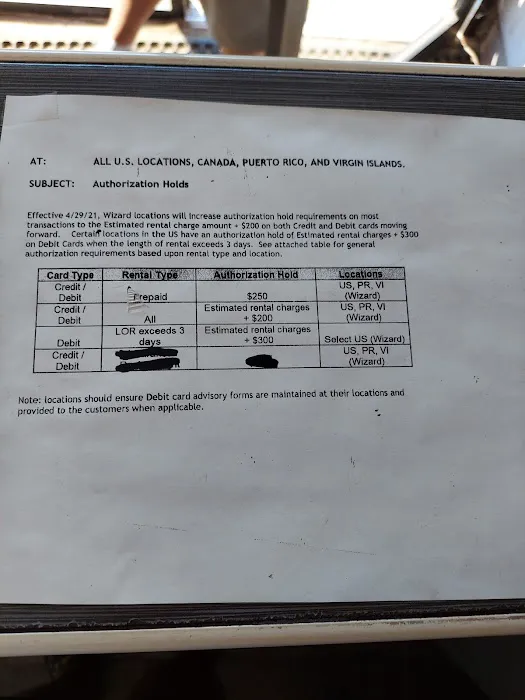 AT: ALL U.S. LOCATIONS, CANADA, PUERTO RICO, AND VIRGIN ISLANDS.
SUBJECT: Authorization Holds
Effective 4/29/21, Wizard locations will increase authorization hold requirements on most
transactions to the Estimated rental charge amount + $200 on both Credit and Debit cards moving
forward. Certain locations in the US have an authorization hold of Estimated rental charges + $300
on Debit Cards when the length of rental exceeds 3 days. See attached table for general
authorization requirements based upon rental type and location.
Card Type Rental Type Authorization Hold Locations
Credit / US, PR, VI
Debit Prepaid $250 (Wizard)
Credit / Estimated rental charges US, PR, VI
Debit All + $200 (Wizard)
LOR exceeds 3 Estimated rental charges
Debit days + $300 Select US (Wizard)
Credit / US, PR, VI
Debit (Wizard)
Note: locations should ensure Debit card advisory forms are maintained at their locations and
provided to the customers when applicable.